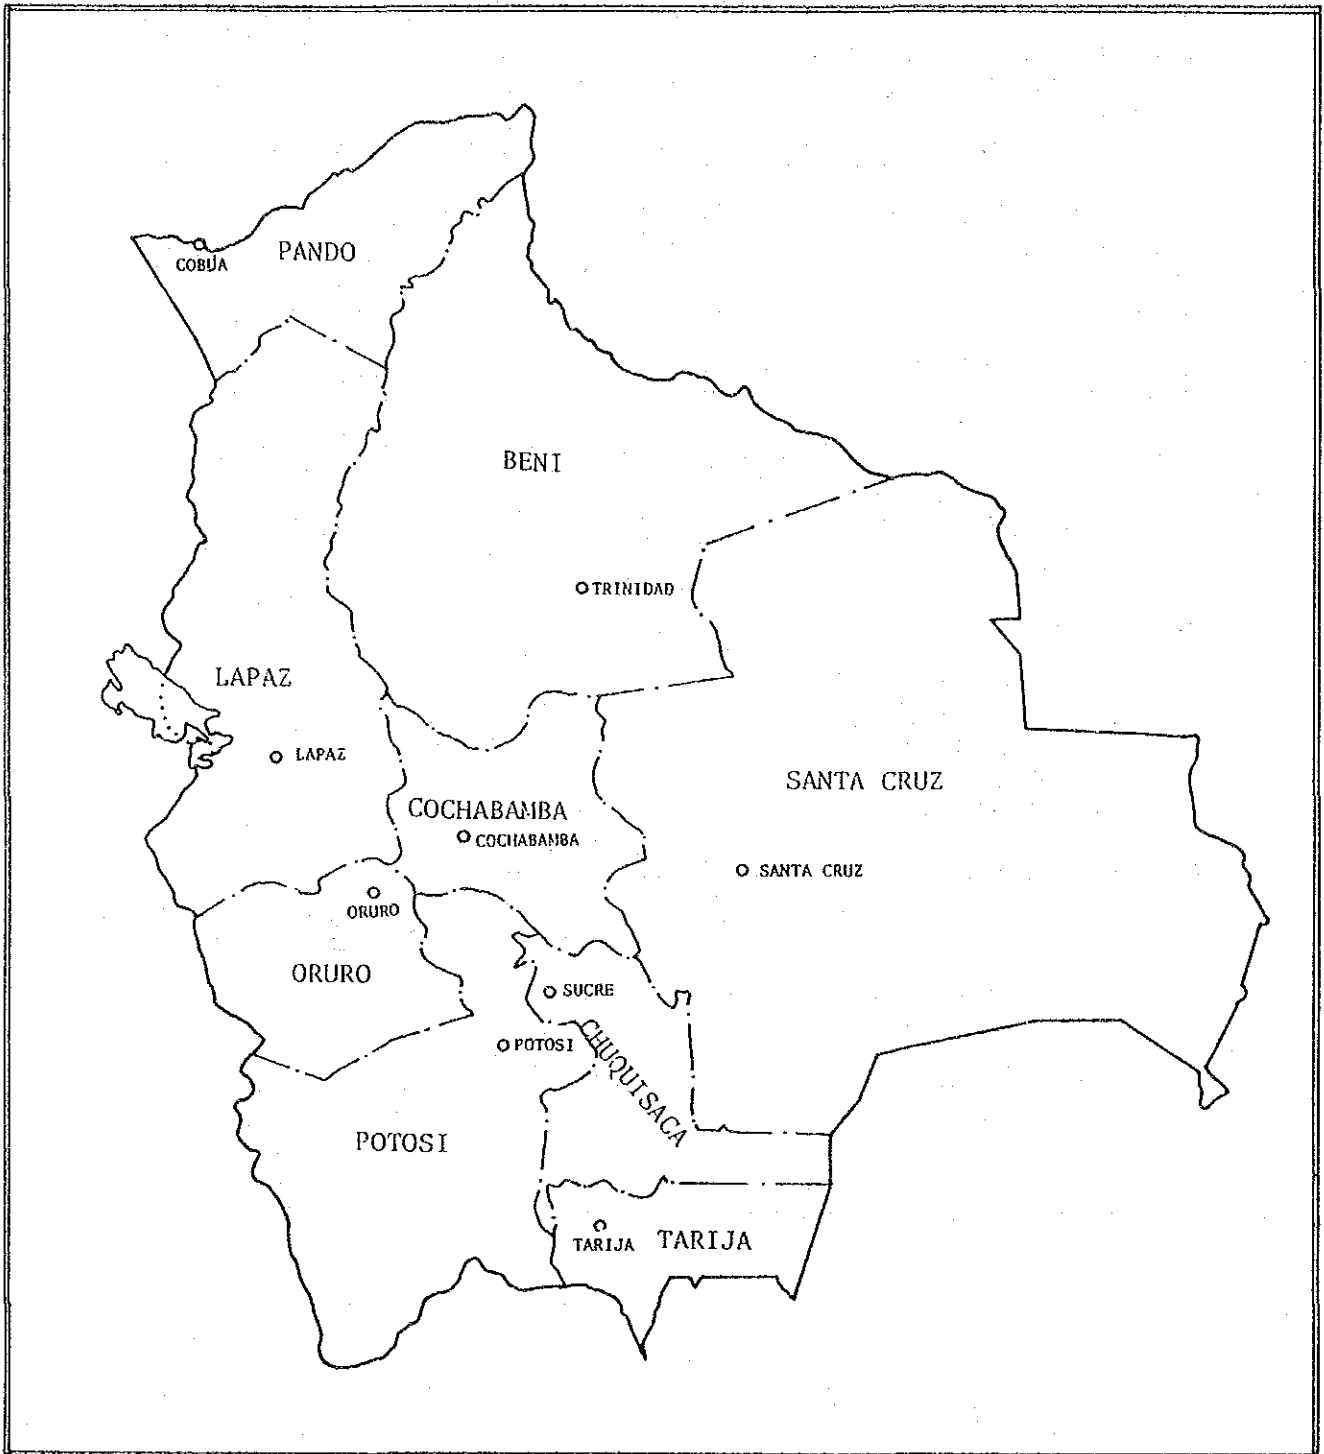 PANDO
COBIJA
BENI
TRINIDAD
LAPAZ
LAPAZ
SANTA CRUZ
COCHABAMBA
COCHABAMBA
SANTA CRUZ
ORURO
ORURO
SUCRE
POTOSI
CHUQUISACA
POTOSI
TARIJA
TARIJA